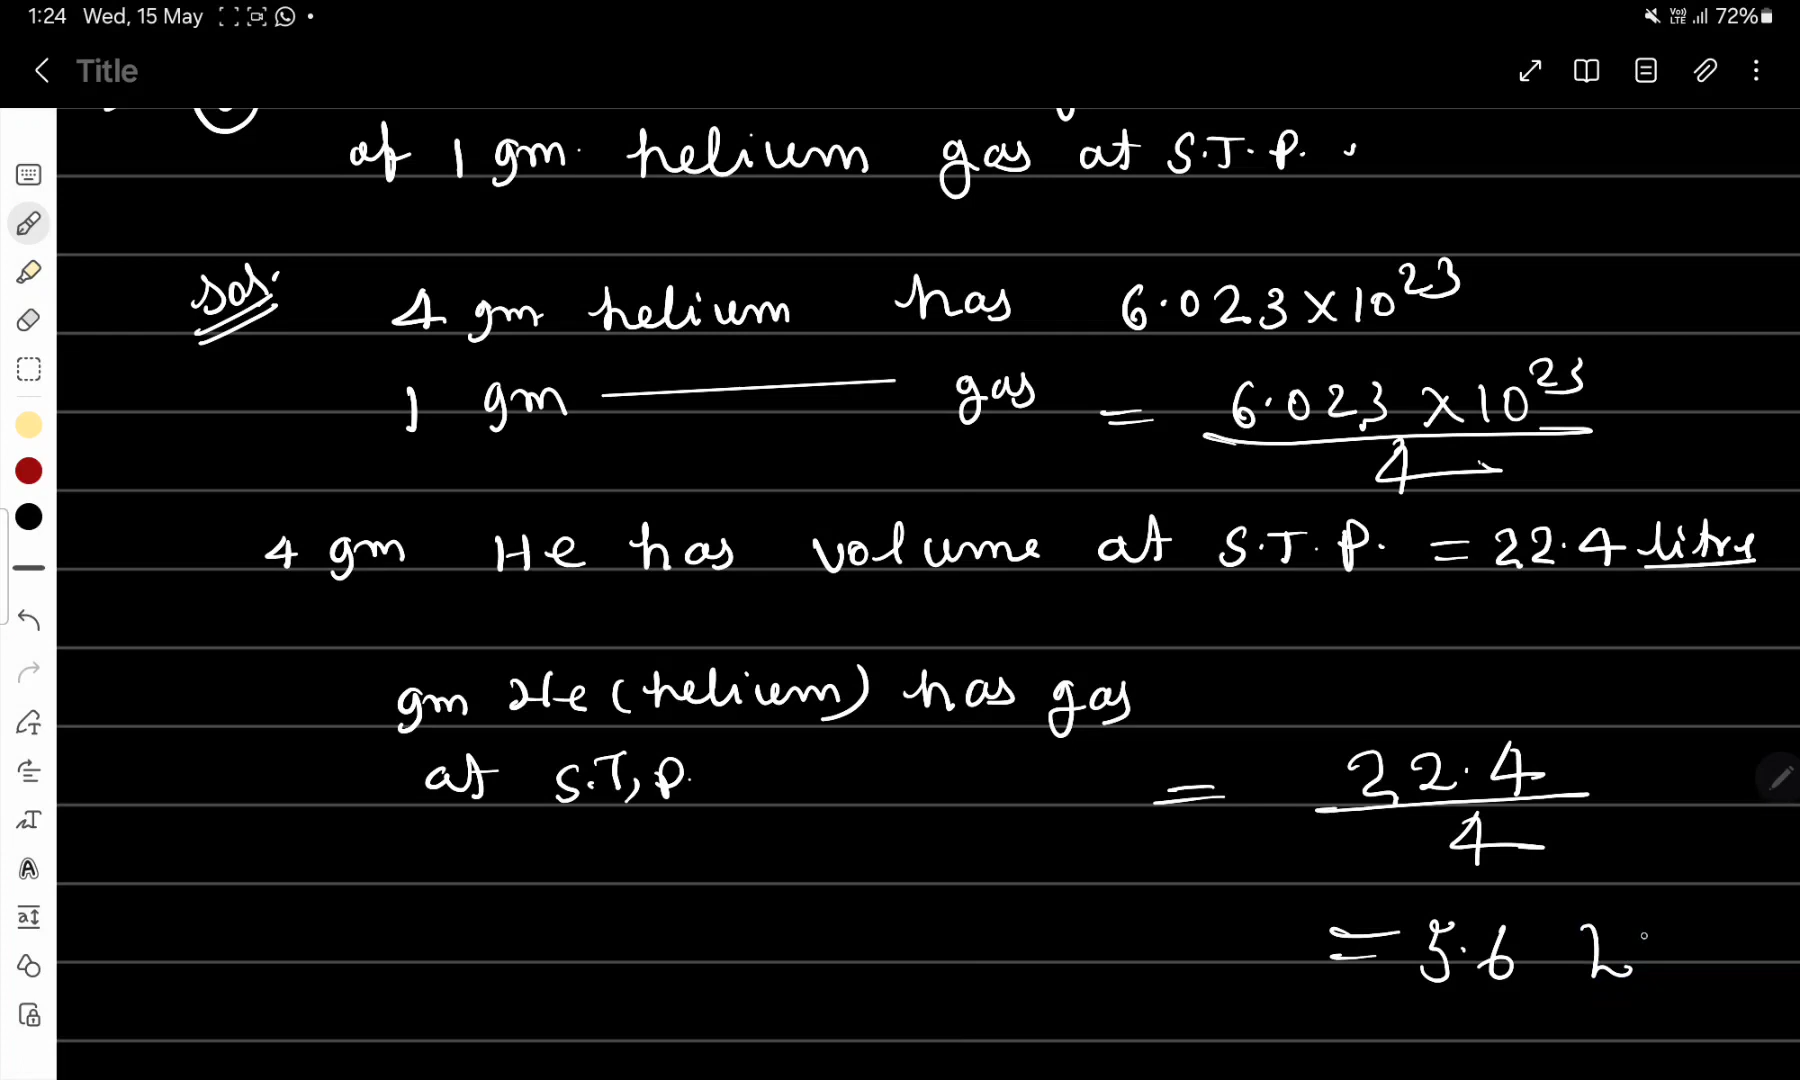 1:24 Wed, 15 May
Vo) LTE 72%
Title
of 1 gm. helium gas at S.T.P.
Sol.
4 gm helium has 6.023 x 10^23
1 gm ——— gas = 6.023 x 10^23
4
4 gm He has volume at S.T.P. = 22.4 litre
gm He (helium) has gas
at S.T,P.
= 22.4
4
= 5.6 L